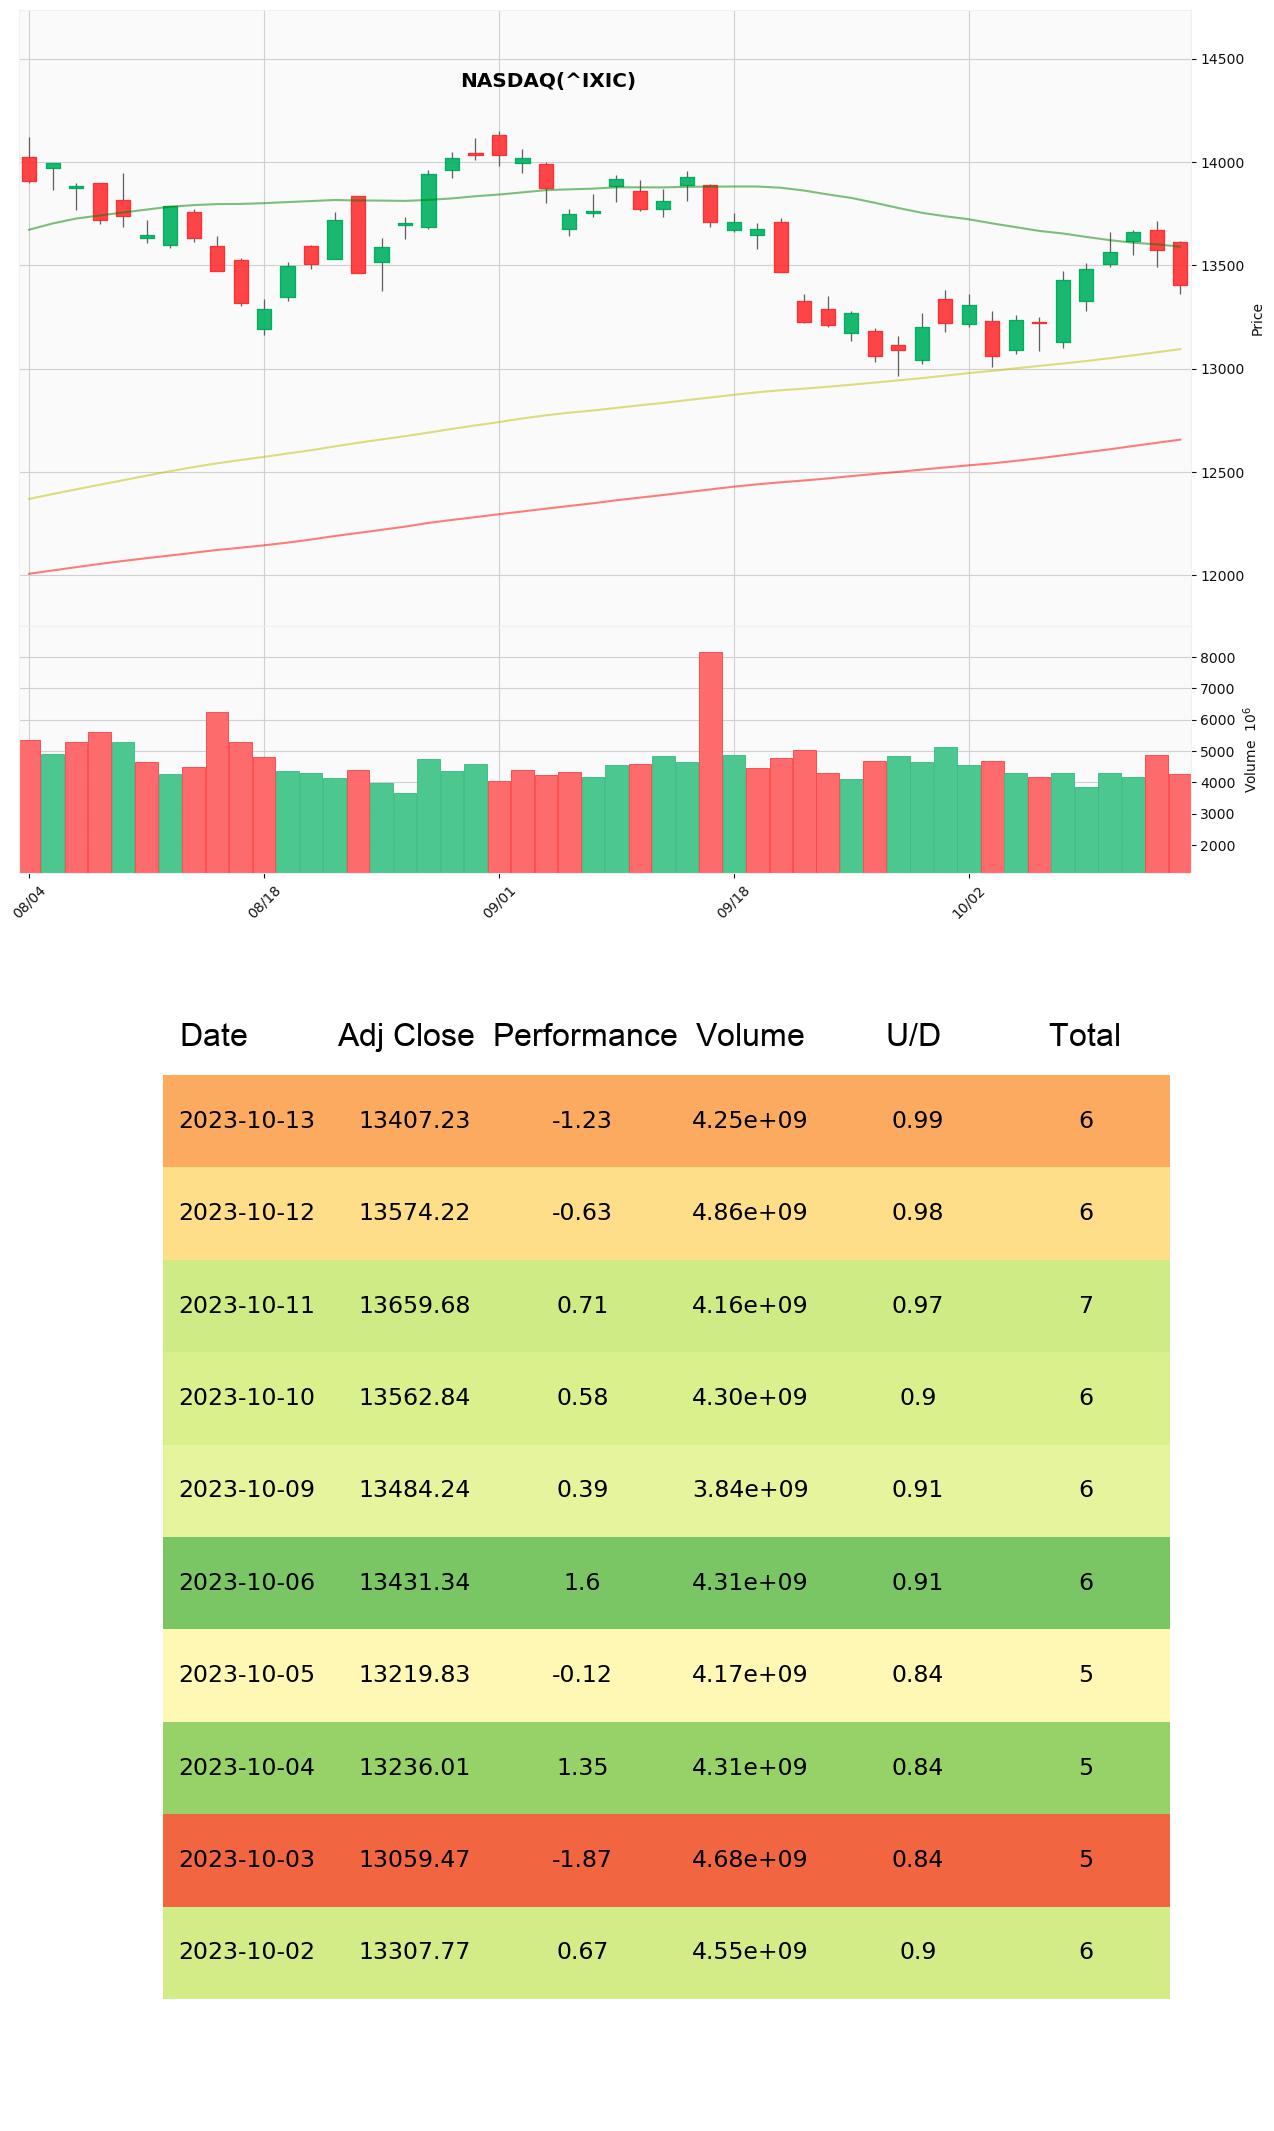 NASDAQ(^IXIC)
14500
14000
13500
13000
12500
12000
Price
8000
7000
6000
5000
4000
3000
2000
Volume 10^6
08/04 08/18 09/01 09/18 10/02
Date Adj Close Performance Volume U/D Total
2023-10-13 13407.23 -1.23 4.25e+09 0.99 6
2023-10-12 13574.22 -0.63 4.86e+09 0.98 6
2023-10-11 13659.68 0.71 4.16e+09 0.97 7
2023-10-10 13562.84 0.58 4.30e+09 0.9 6
2023-10-09 13484.24 0.39 3.84e+09 0.91 6
2023-10-06 13431.34 1.6 4.31e+09 0.91 6
2023-10-05 13219.83 -0.12 4.17e+09 0.84 5
2023-10-04 13236.01 1.35 4.31e+09 0.84 5
2023-10-03 13059.47 -1.87 4.68e+09 0.84 5
2023-10-02 13307.77 0.67 4.55e+09 0.9 6